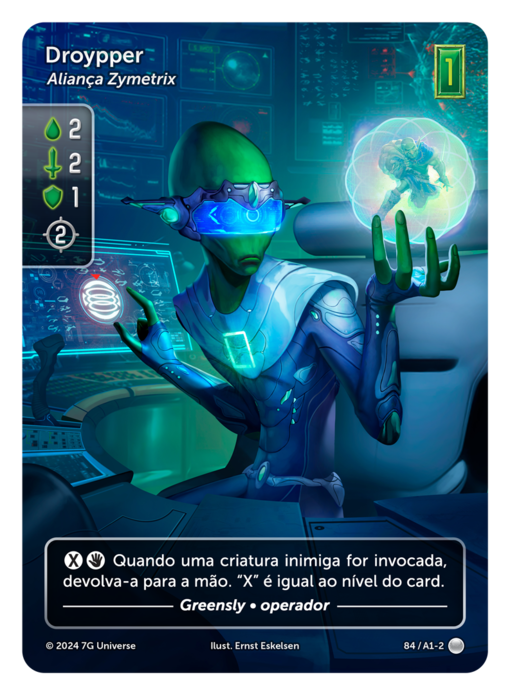 Droypper
Aliança Zymetrix
1
2
2
1
2
X Quando uma criatura inimiga for invocada,
devolva-a para a mão. “X” é igual ao nível do card.
Greensly • operador
© 2024 7G Universe
Ilust. Ernst Eskelsen
84 / A1-2